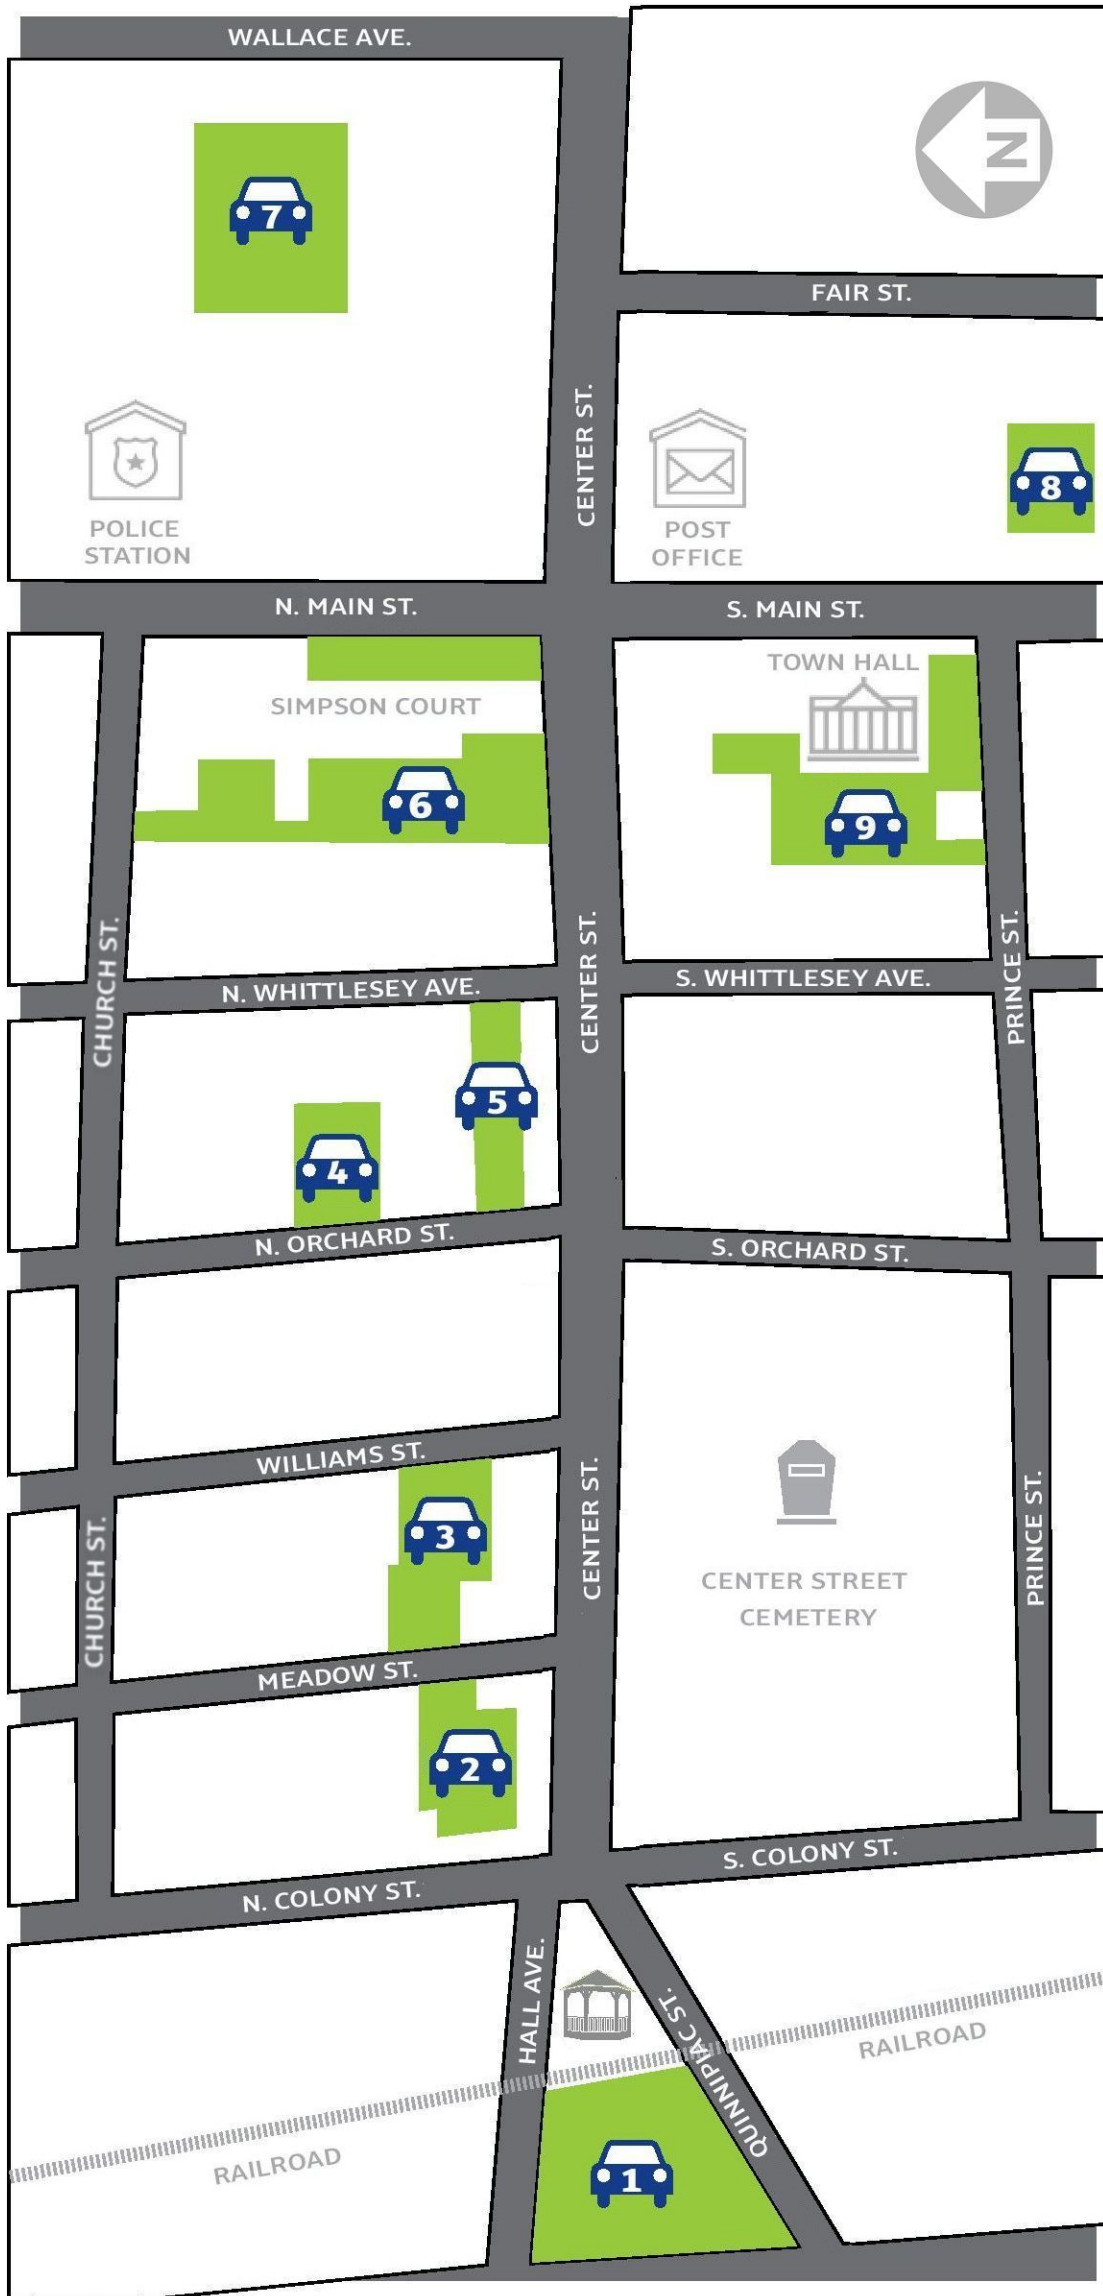 WALLACE AVE.
N
7
FAIR ST.
CENTER ST.
8
POLICE
STATION
POST
OFFICE
N. MAIN ST.
S. MAIN ST.
TOWN HALL
SIMPSON COURT
6
9
CHURCH ST.
CENTER ST.
PRINCE ST.
N. WHITTLESEY AVE.
S. WHITTLESEY AVE.
5
4
N. ORCHARD ST.
S. ORCHARD ST.
WILLIAMS ST.
CENTER ST.
PRINCE ST.
3
CHURCH ST.
CENTER STREET
CEMETERY
MEADOW ST.
2
S. COLONY ST.
N. COLONY ST.
HALL AVE.
QUINNIPIAC ST.
RAILROAD
RAILROAD
1